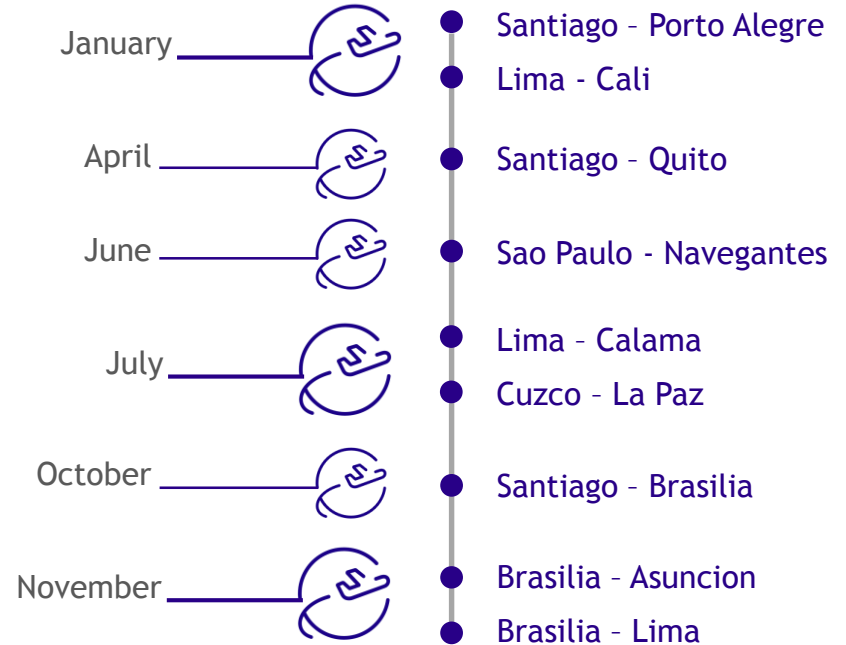 January
Santiago – Porto Alegre
Lima - Cali
April
Santiago – Quito
June
Sao Paulo - Navegantes
July
Lima – Calama
Cuzco – La Paz
October
Santiago – Brasilia
November
Brasilia – Asuncion
Brasilia – Lima